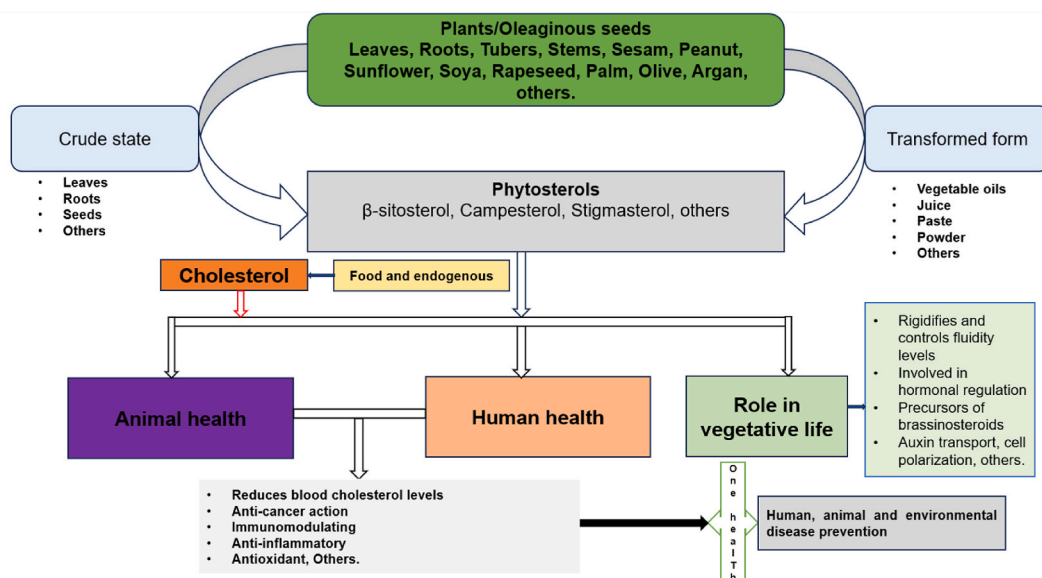 Plants/Oleaginous seeds
Leaves, Roots, Tubers, Stems, Sesam, Peanut,
Sunflower, Soya, Rapeseed, Palm, Olive, Argan,
others.
Crude state
• Leaves
• Roots
• Seeds
• Others
Transformed form
• Vegetable oils
• Juice
• Paste
• Powder
• Others
Phytosterols
β-sitosterol, Campesterol, Stigmasterol, others
Cholesterol
Food and endogenous
Animal health
Human health
Role in
vegetative life
• Rigidifies and
controls fluidity
levels
• Involved in
hormonal regulation
• Precursors of
brassinosteroids
• Auxin transport, cell
polarization, others.
• Reduces blood cholesterol levels
• Anti-cancer action
• Immunomodulating
• Anti-inflammatory
• Antioxidant, Others.
One healTh
Human, animal and environmental
disease prevention